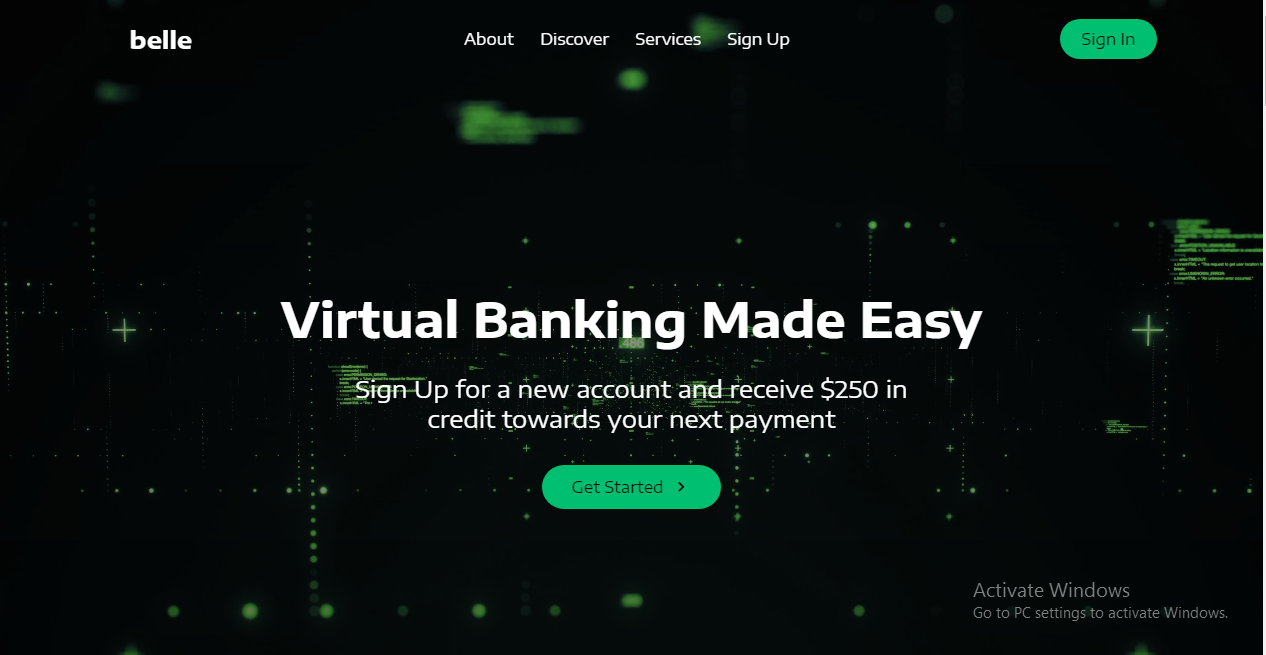 belle
About Discover Services Sign Up
Sign In
Virtual Banking Made Easy
.486
Sign Up for a new account and receive $250 in
credit towards your next payment
Get Started
Activate Windows
Go to PC settings to activate Windows.